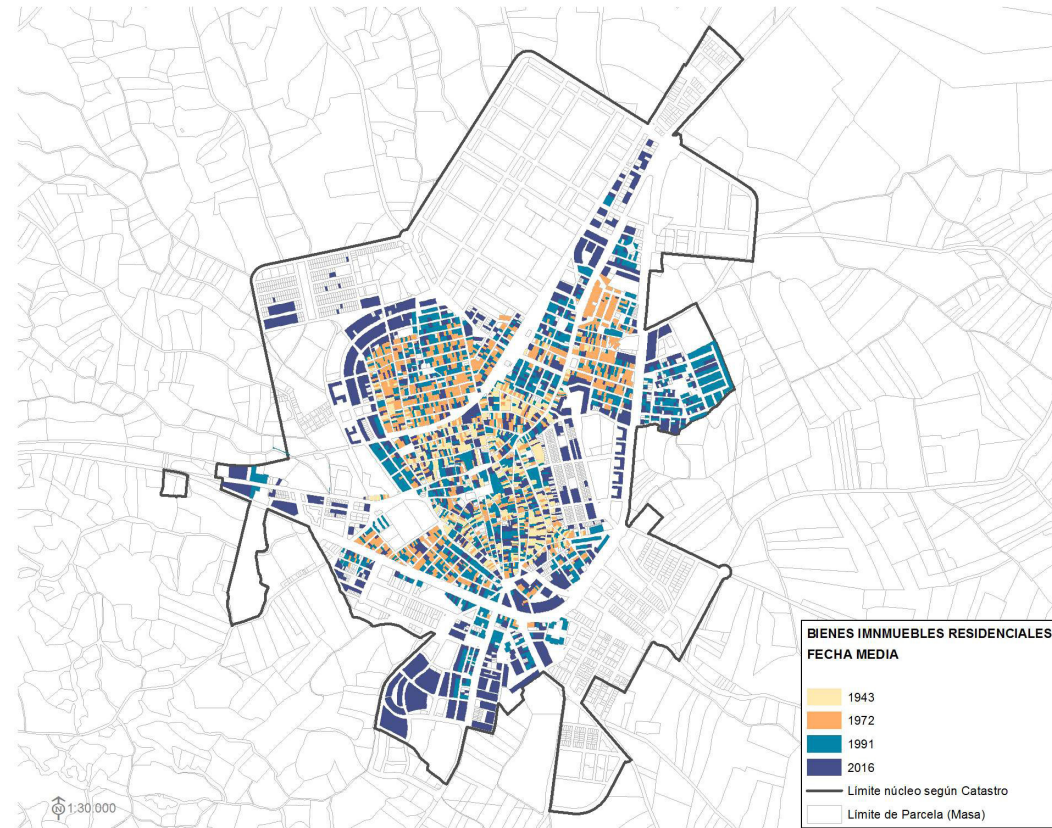 BIENES IMNMUEBLES RESIDENCIALES
FECHA MEDIA
1943
1972
1991
2016
Límite núcleo según Catastro
Límite de Parcela (Masa)
N 1:30.000